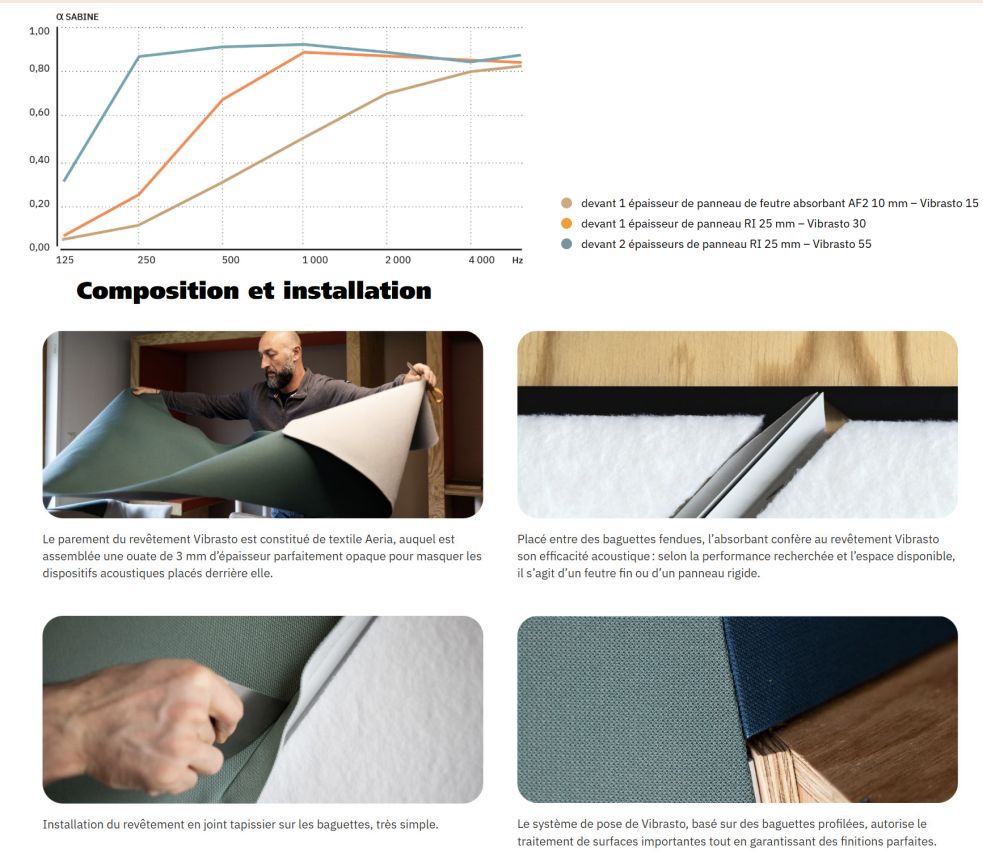 α SABINE
1,00
0,80
0,60
0,40
0,20
0,00
125 250 500 1 000 2 000 4 000 Hz
devant 1 épaisseur de panneau de feutre absorbant AF2 10 mm – Vibrasto 15
devant 1 épaisseur de panneau RI 25 mm – Vibrasto 30
devant 2 épaisseurs de panneau RI 25 mm – Vibrasto 55
Composition et installation
Le parement du revêtement Vibrasto est constitué de textile Aeria, auquel est
assemblée une ouate de 3 mm d’épaisseur parfaitement opaque pour masquer les
dispositifs acoustiques placés derrière elle.
Placé entre des baguettes fendues, l’absorbant confère au revêtement Vibrasto
son efficacité acoustique : selon la performance recherchée et l’espace disponible,
il s’agit d’un feutre fin ou d’un panneau rigide.
Installation du revêtement en joint tapissier sur les baguettes, très simple.
Le système de pose de Vibrasto, basé sur des baguettes profilées, autorise le
traitement de surfaces importantes tout en garantissant des finitions parfaites.